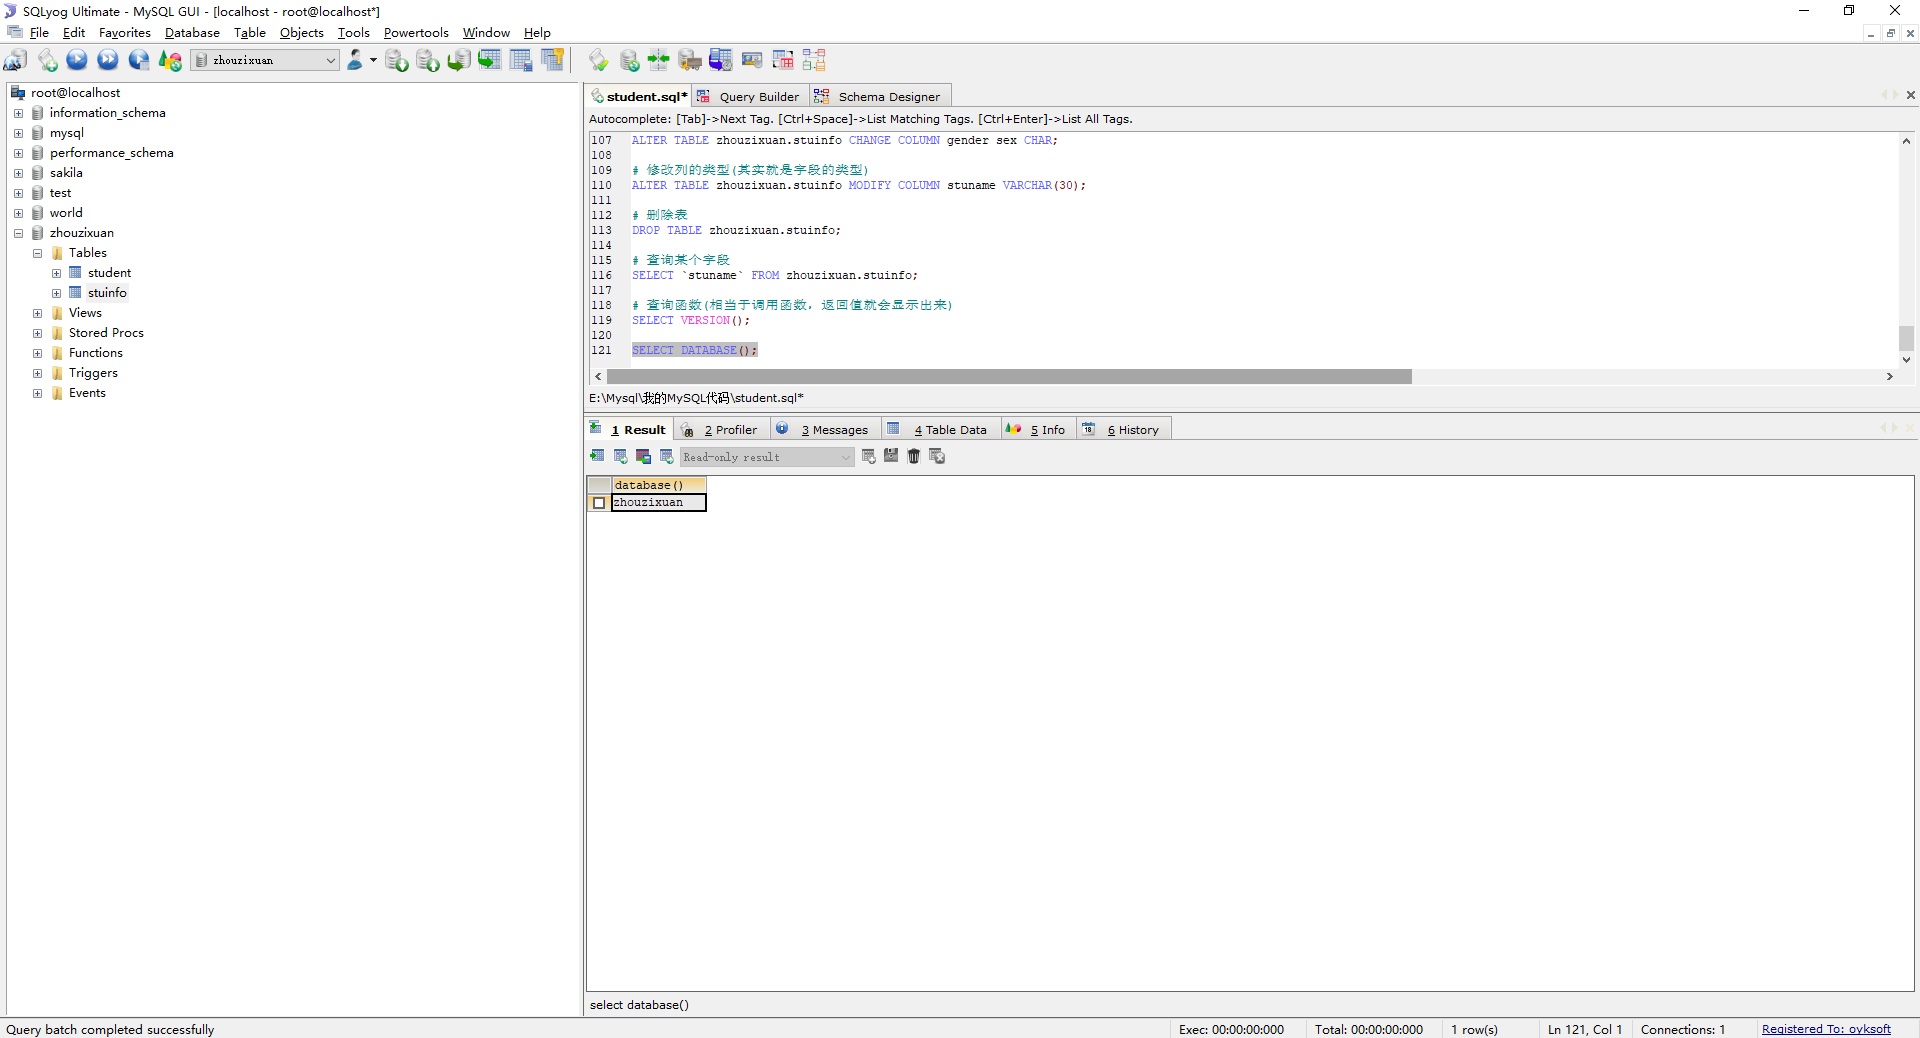 SQLyog Ultimate - MySQL GUI - [localhost - root@localhost*]
File Edit Favorites Database Table Objects Tools Powertools Window Help
zhouzixuan
root@localhost
information_schema
mysql
performance_schema
sakila
test
world
zhouzixuan
Tables
student
stuinfo
Views
Stored Procs
Functions
Triggers
Events
student.sql* Query Builder Schema Designer
Autocomplete: [Tab]->Next Tag. [Ctrl+Space]->List Matching Tags. [Ctrl+Enter]->List All Tags.
107 ALTER TABLE zhouzixuan.stuinfo CHANGE COLUMN gender sex CHAR;
108
109 # 修改列的类型(其实就是字段的类型)
110 ALTER TABLE zhouzixuan.stuinfo MODIFY COLUMN stuname VARCHAR(30);
111
112 # 删除表
113 DROP TABLE zhouzixuan.stuinfo;
114
115 # 查询某个字段
116 SELECT `stuname` FROM zhouzixuan.stuinfo;
117
118 # 查询函数(相当于调用函数，返回值就会显示出来)
119 SELECT VERSION();
120
121 SELECT DATABASE();
E:\Mysql\我的MySQL代码\student.sql*
1 Result 2 Profiler 3 Messages 4 Table Data 5 Info 6 History
Read-only result
database()
zhouzixuan
select database()
Query batch completed successfully Exec: 00:00:00:000 Total: 00:00:00:000 1 row(s) Ln 121, Col 1 Connections: 1 Registered To: ovksoft